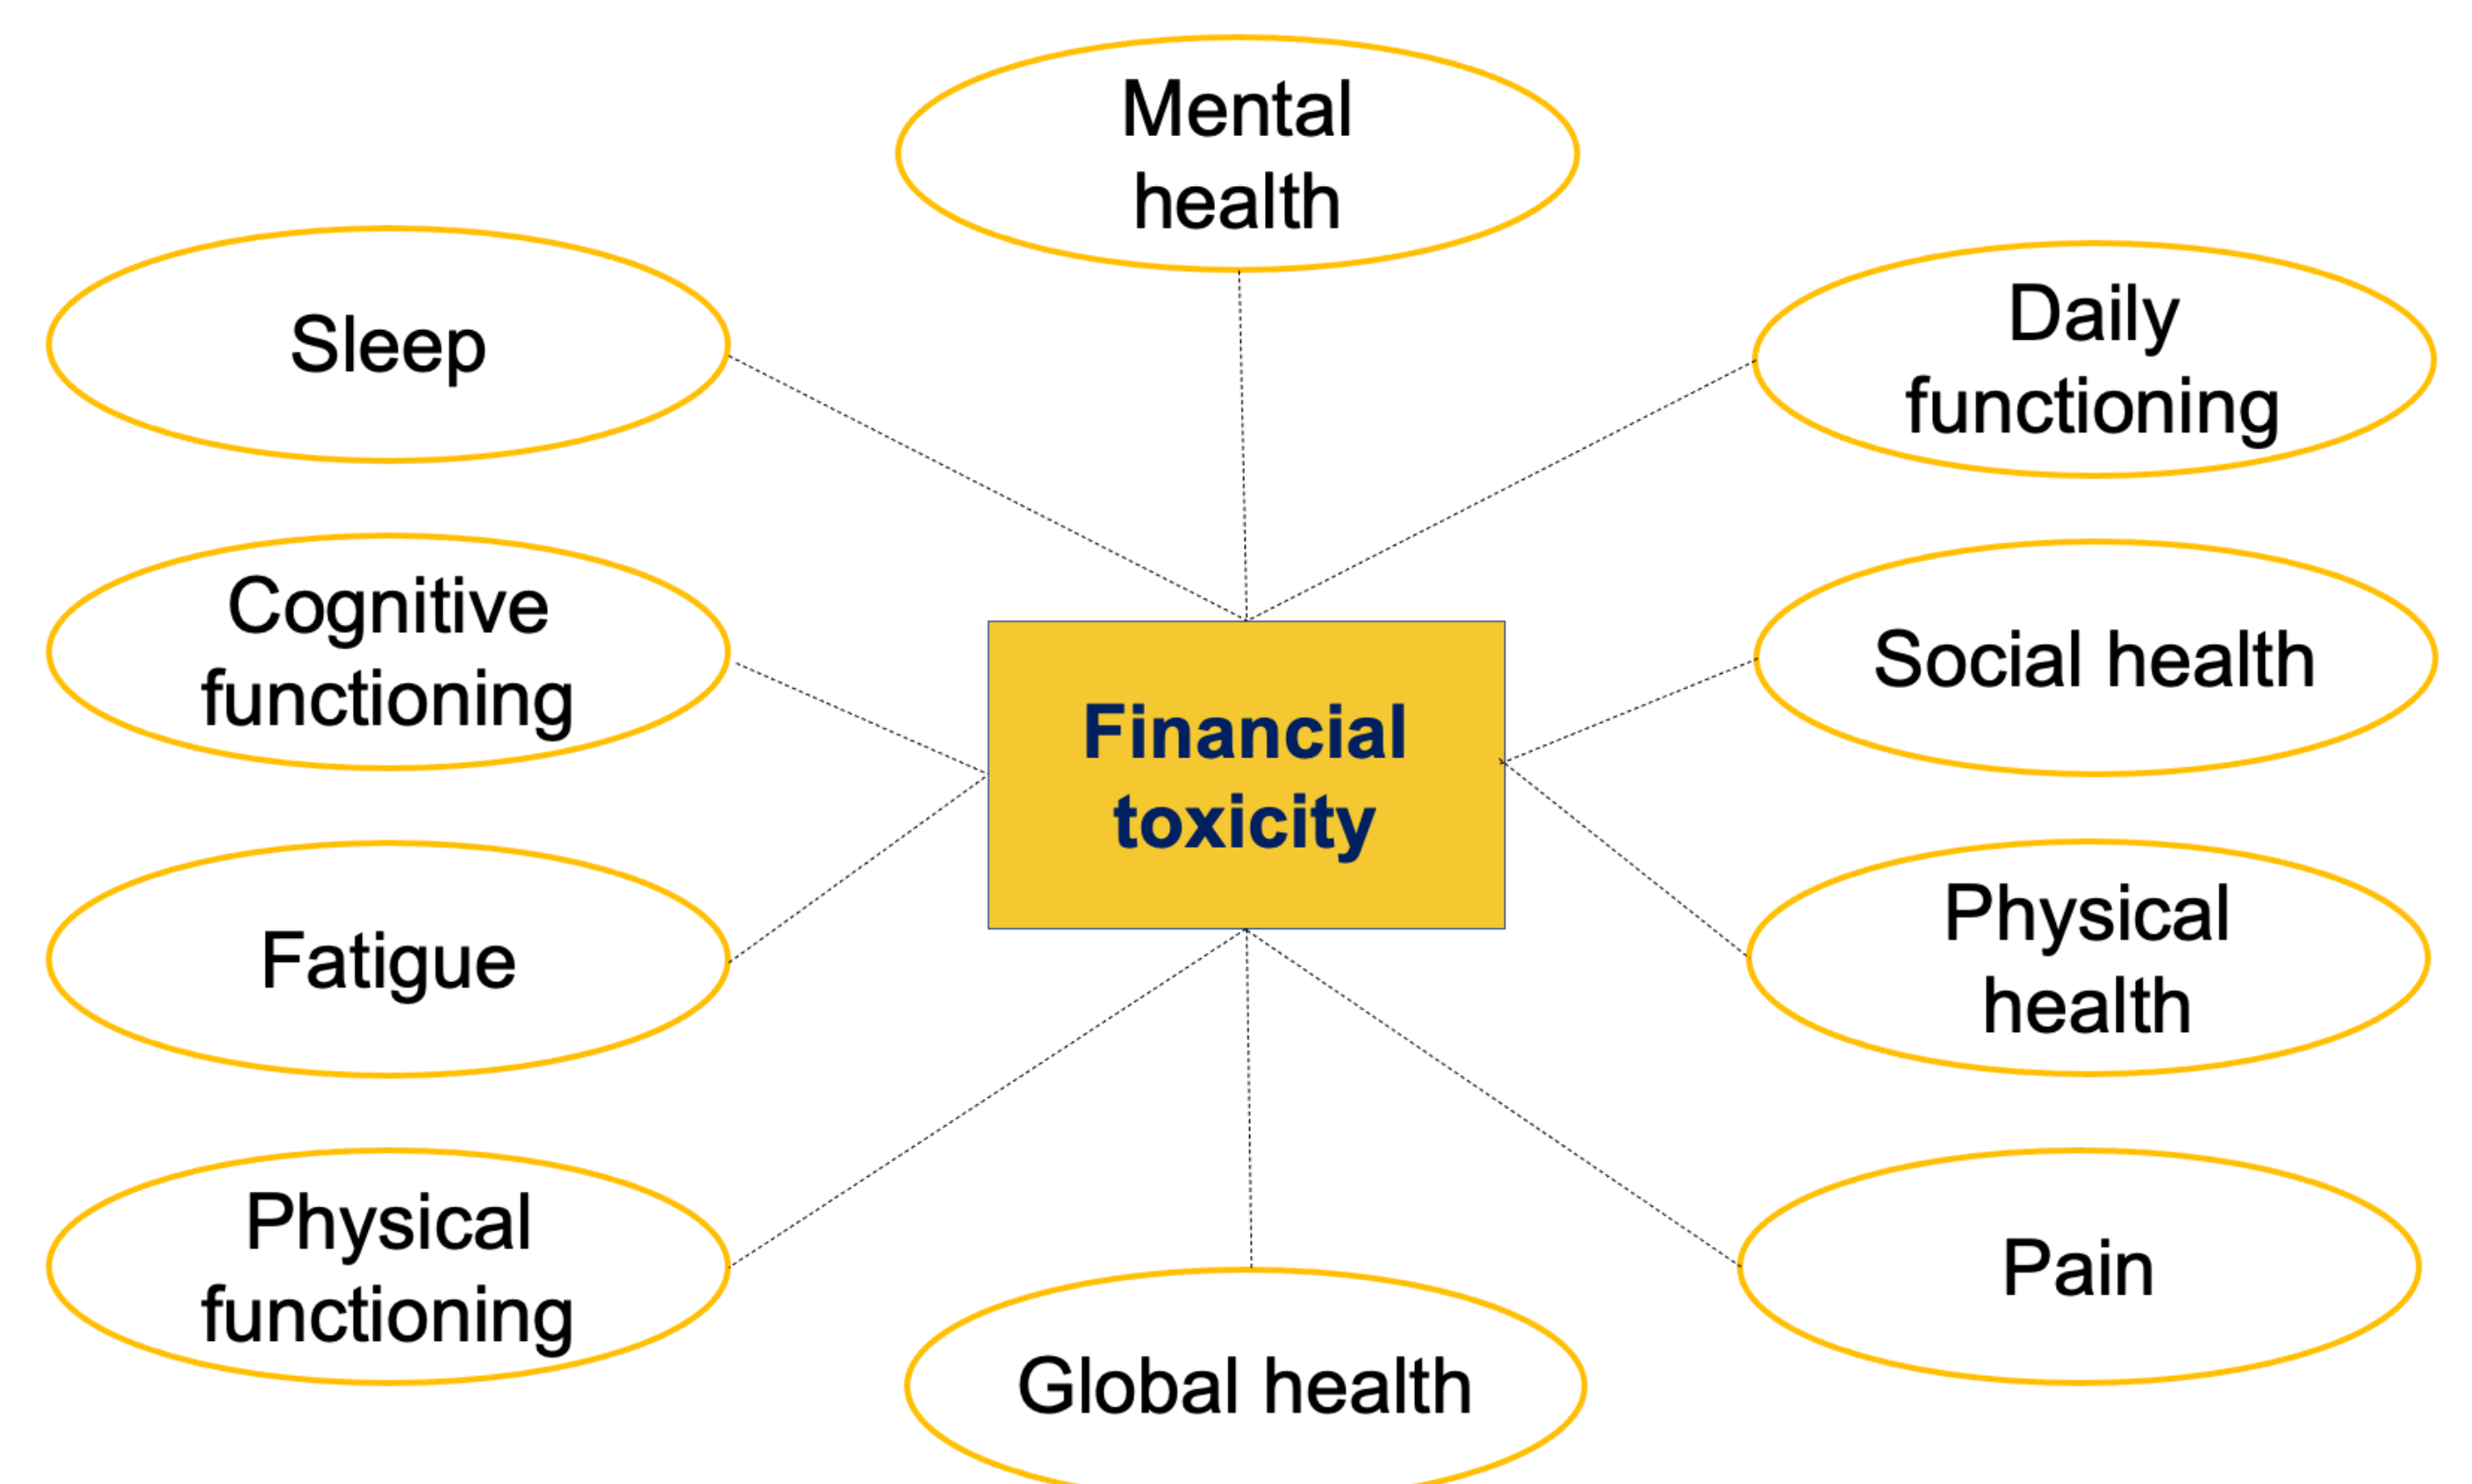 Mental
health
Sleep
Daily
functioning
Cognitive
functioning
Social health
Financial
toxicity
Fatigue
Physical
health
Physical
functioning
Pain
Global health